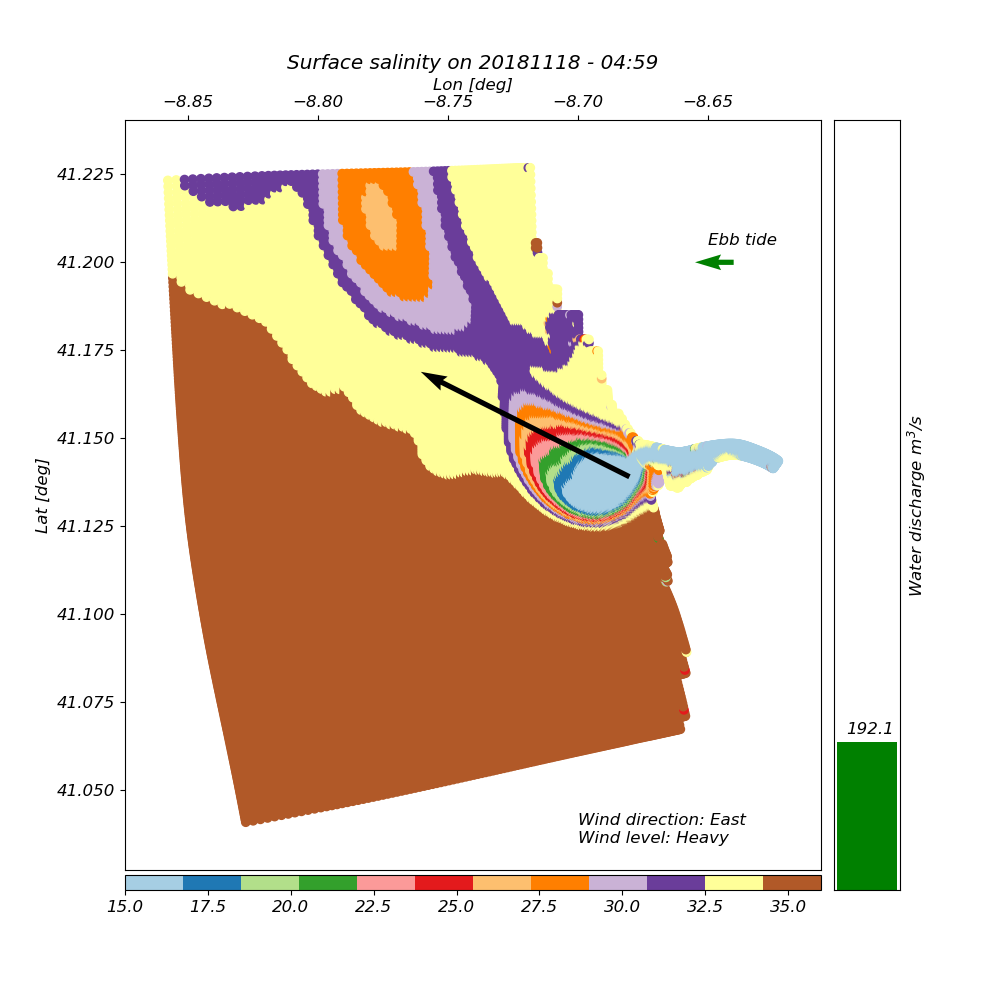 Surface salinity on 20181118 - 04:59
Lon [deg]
−8.85 −8.80 −8.75 −8.70 −8.65
41.225
41.200
41.175
41.150
41.125
41.100
41.075
41.050
Lat [deg]
Ebb tide
Wind direction: East
Wind level: Heavy
192.1
Water discharge m³/s
15.0 17.5 20.0 22.5 25.0 27.5 30.0 32.5 35.0